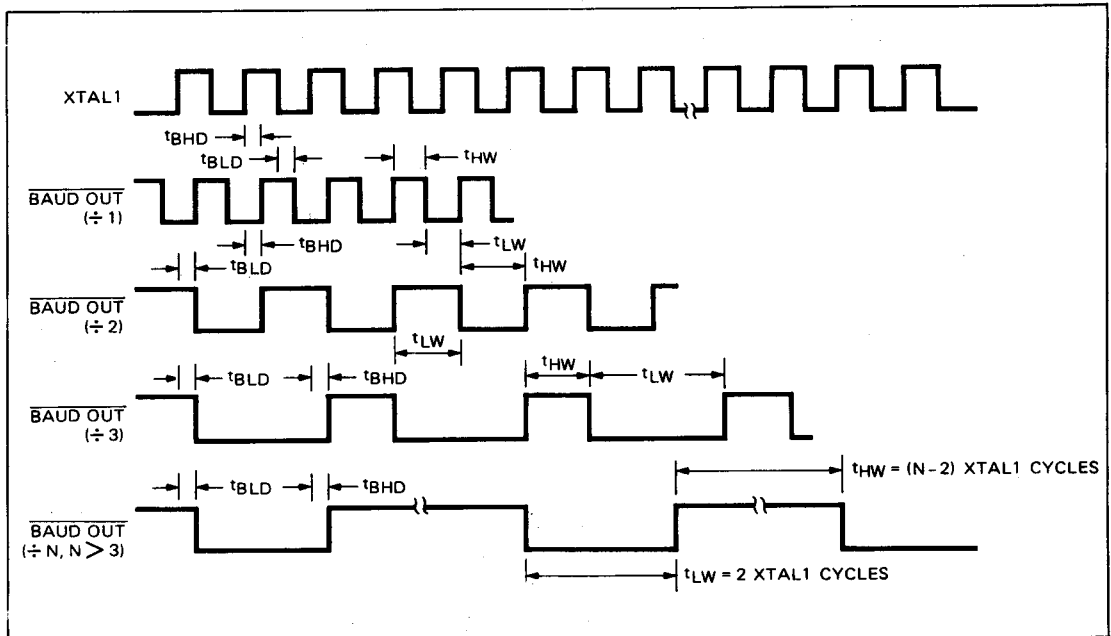 XTAL1
tBHD
tBLD
tHW
BAUD OUT
(÷1)
tBHD
tLW
tBLD
tHW
BAUD OUT
(÷2)
tLW
tBLD
tBHD
tHW
tLW
BAUD OUT
(÷3)
tHW = (N-2) XTAL1 CYCLES
tBLD
tBHD
BAUD OUT
(÷N, N > 3)
tLW = 2 XTAL1 CYCLES